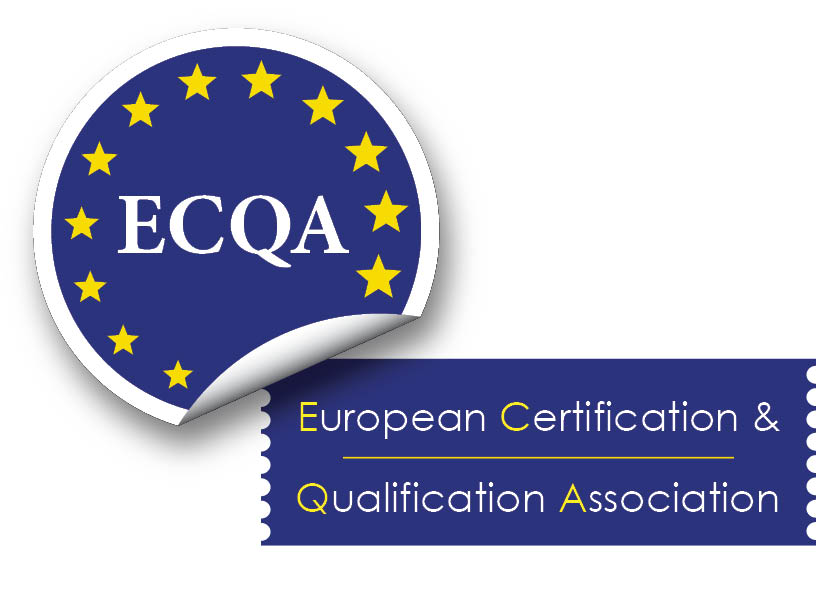 ECQA
European Certification &
Qualification Association